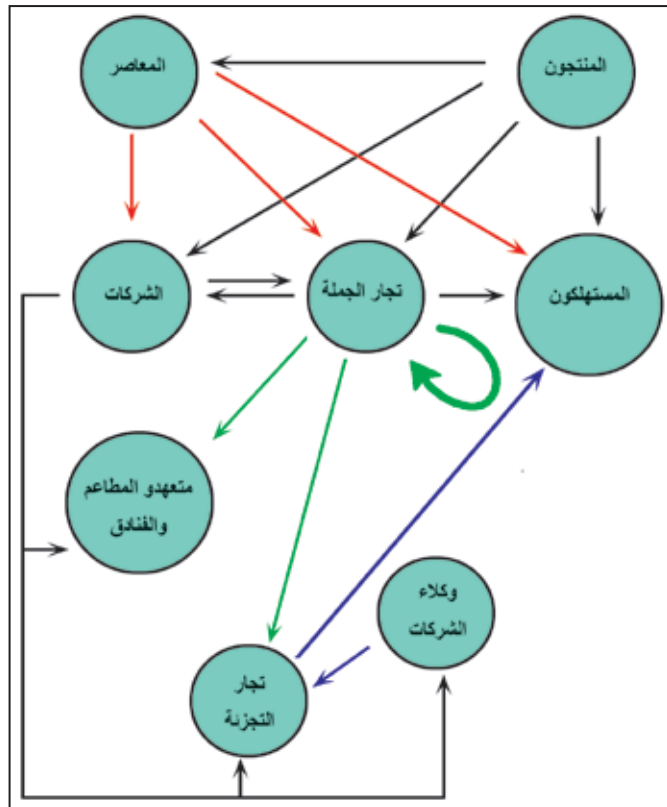 المنتجون
المعاصر
المستهلكون
تجار الجملة
الشركات
متعهدو المطاعم
والفنادق
وكلاء
الشركات
تجار
التجزئة